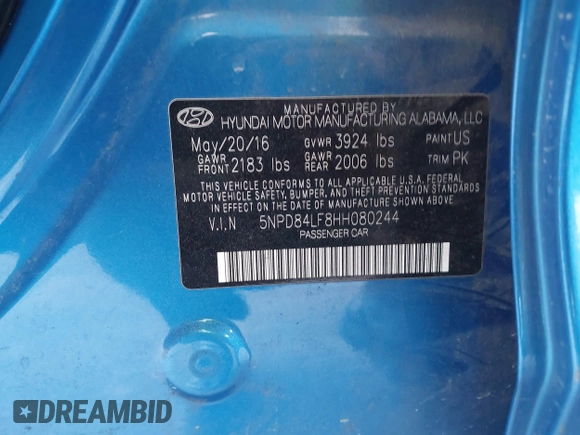 MANUFACTURED BY
HYUNDAI MOTOR MANUFACTURING ALABAMA, LLC
May/20/16 GVWR 3924 lbs PAINT US
GAWR FRONT 2183 lbs GAWR REAR 2006 lbs TRIM PK
THIS VEHICLE CONFORMS TO ALL APPLICABLE U.S.A. FEDERAL
MOTOR VEHICLE SAFETY, BUMPER, AND THEFT PREVENTION STANDARDS
IN EFFECT ON THE DATE OF MANUFACTURE SHOWN ABOVE
V.I.N 5NPD84LF8HH080244
PASSENGER CAR
DREAMBID